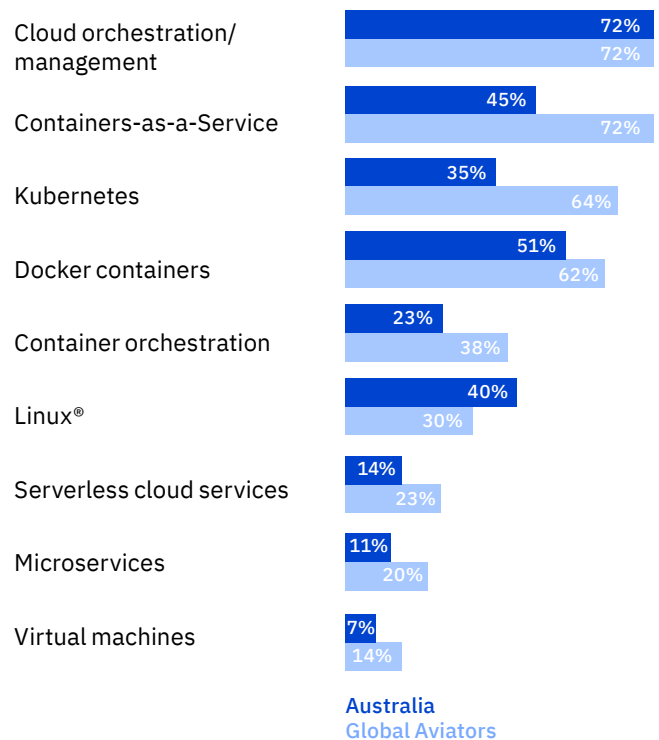 Cloud orchestration/
management
72%
72%
Containers-as-a-Service
45%
72%
Kubernetes
35%
64%
Docker containers
51%
62%
Container orchestration
23%
38%
Linux®
40%
30%
Serverless cloud services
14%
23%
Microservices
11%
20%
Virtual machines
7%
14%
Australia
Global Aviators